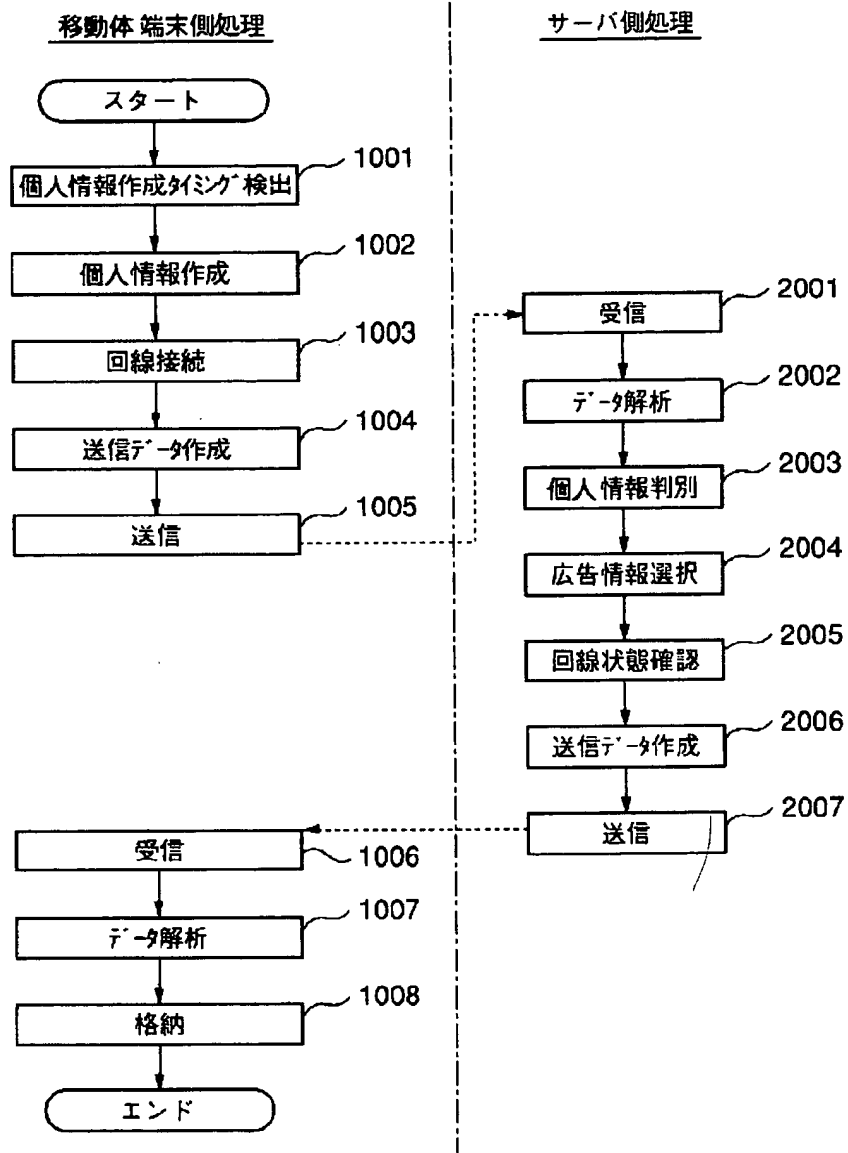 移動体 端末側処理
スタート
個人情報作成ﾀｲﾐﾝｸﾞ検出
1001
個人情報作成
1002
回線接続
1003
送信ﾃﾞｰﾀ作成
1004
送信
1005
受信
1006
ﾃﾞｰﾀ解析
1007
格納
1008
エンド
サーバ側処理
受信
2001
ﾃﾞｰﾀ解析
2002
個人情報判別
2003
広告情報選択
2004
回線状態確認
2005
送信ﾃﾞｰﾀ作成
2006
送信
2007